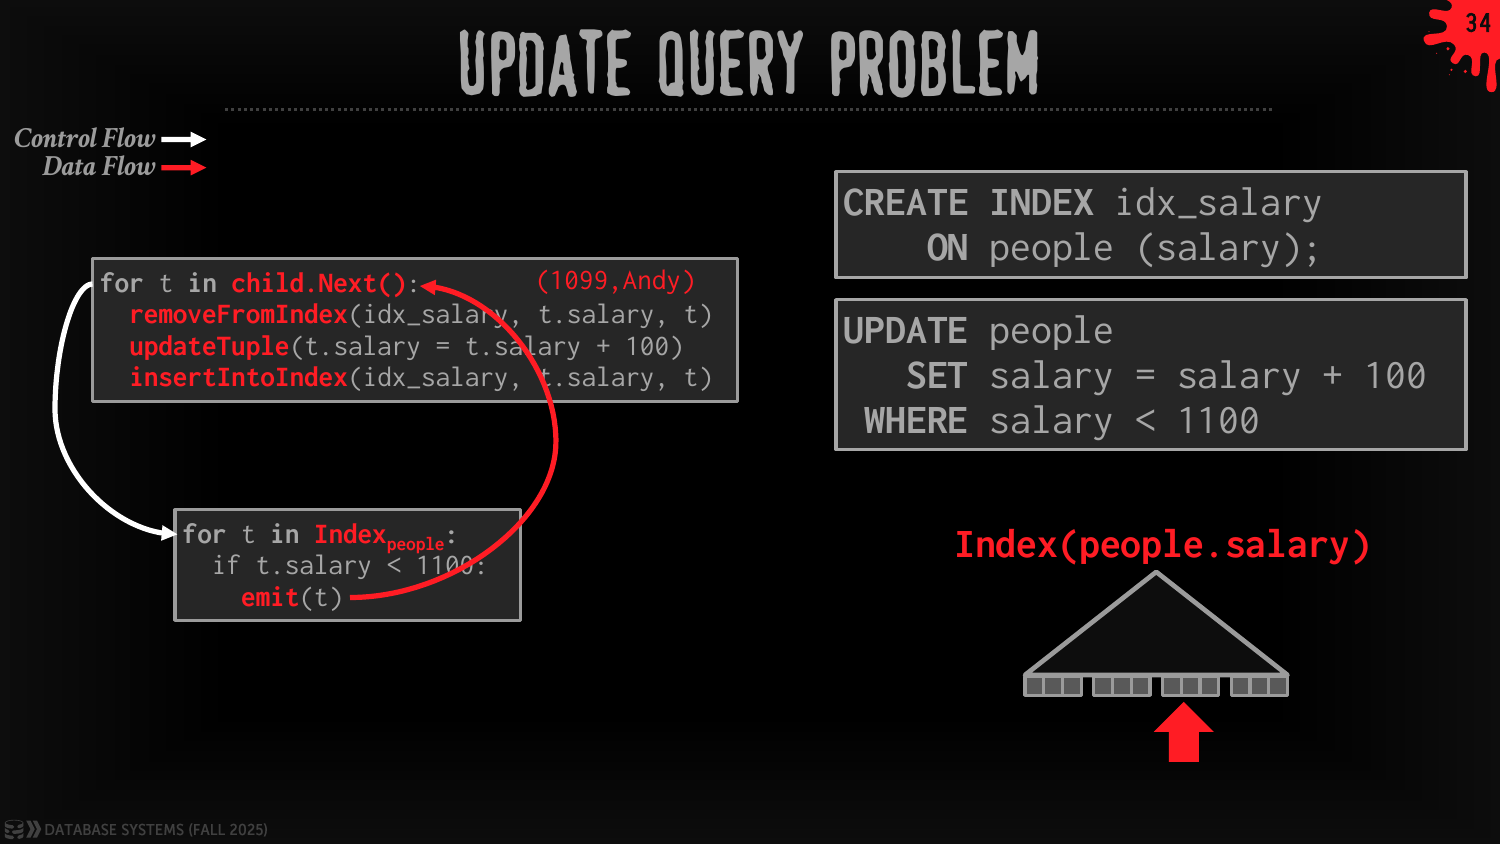 34
UPDATE QUERY PROBLEM
Control Flow
Data Flow
for t in child.Next(): (1099,Andy)
removeFromIndex(idx_salary, t.salary, t)
updateTuple(t.salary = t.salary + 100)
insertIntoIndex(idx_salary, t.salary, t)
for t in Indexpeople:
if t.salary < 1100:
emit(t)
CREATE INDEX idx_salary
ON people (salary);
UPDATE people
SET salary = salary + 100
WHERE salary < 1100
Index(people.salary)
DATABASE SYSTEMS (FALL 2025)